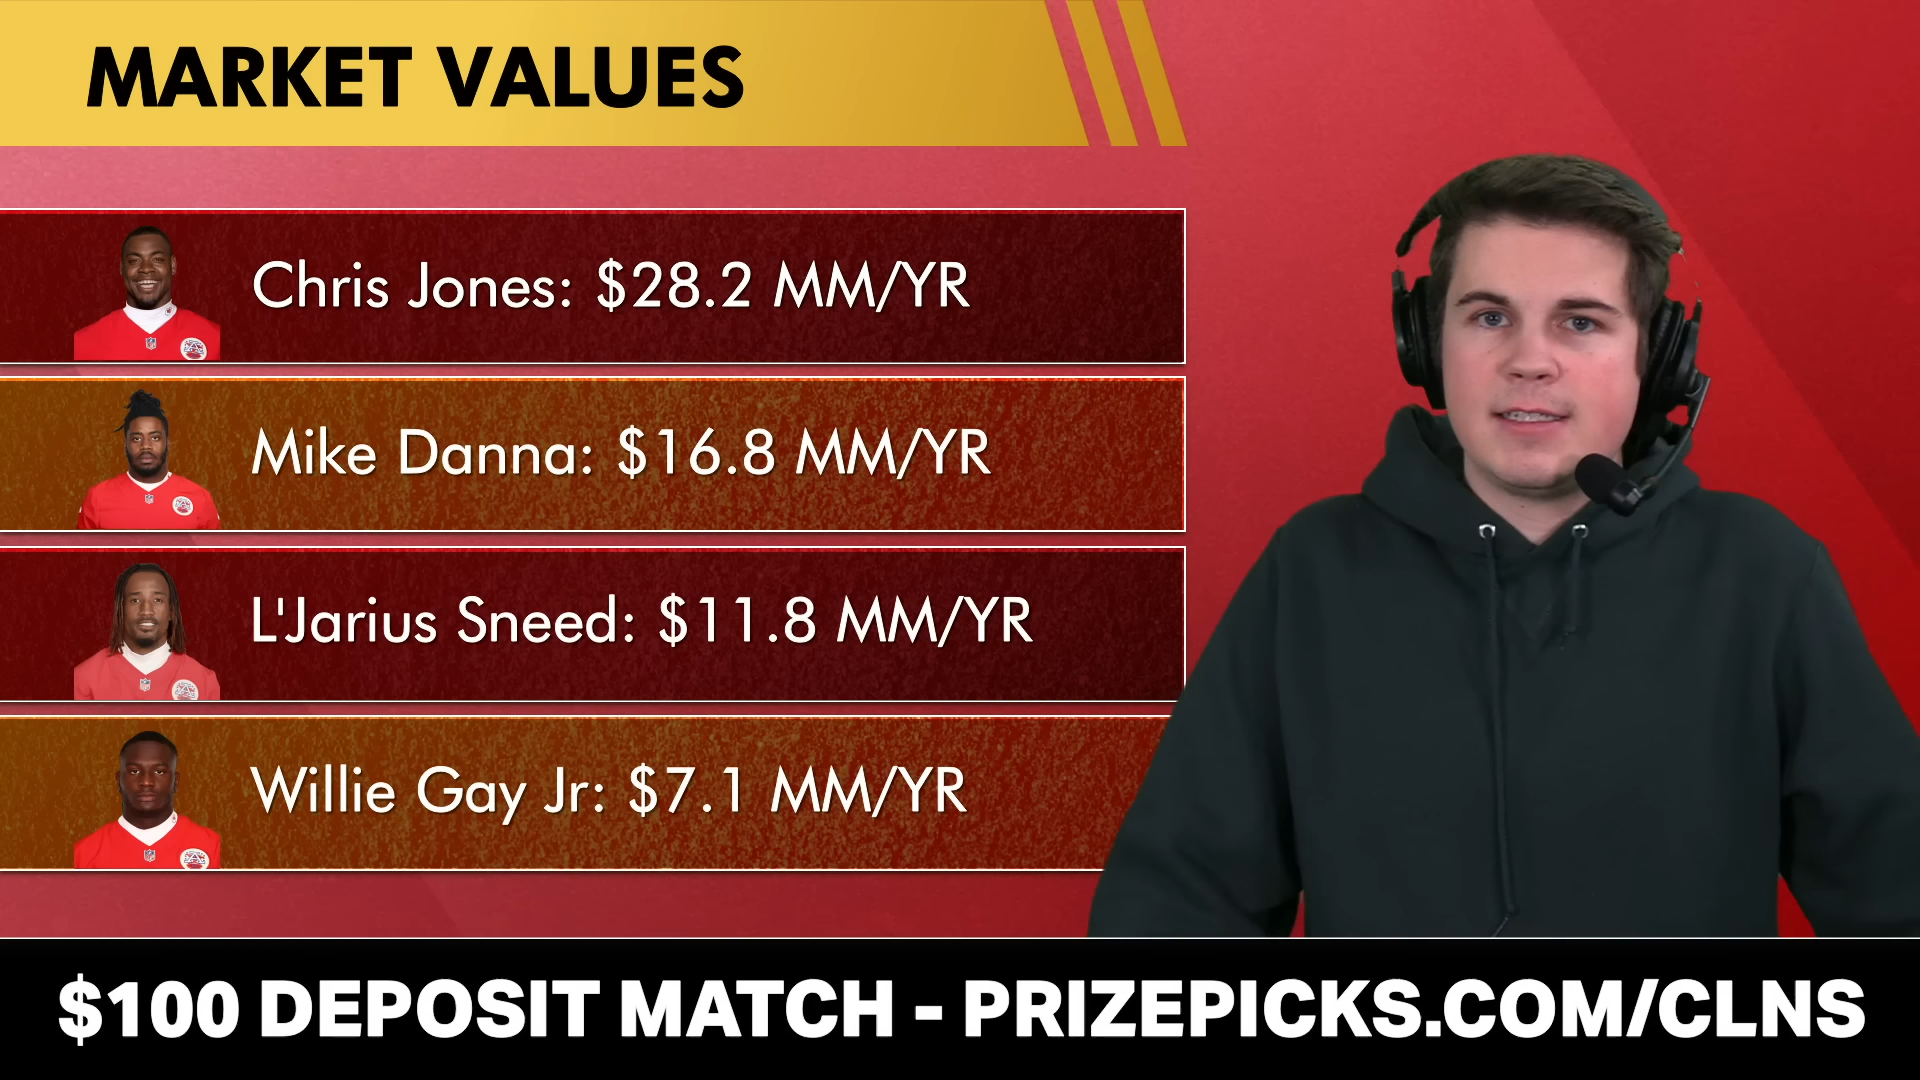 MARKET VALUES
Chris Jones: $28.2 MM/YR
Mike Danna: $16.8 MM/YR
L'Jarius Sneed: $11.8 MM/YR
Willie Gay Jr: $7.1 MM/YR
$100 DEPOSIT MATCH - PRIZEPICKS.COM/CLNS